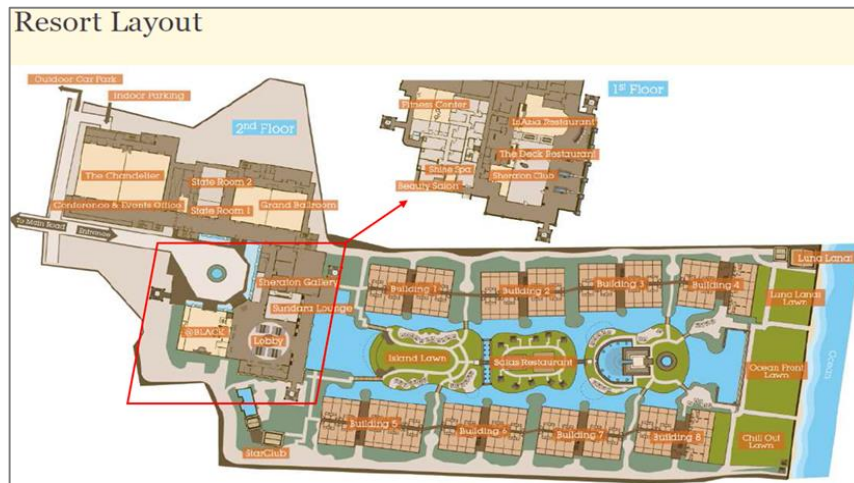 Resort Layout
Outdoor Car Park
Indoor Parking
2nd Floor
1st Floor
Fitness Center
InAsia Restaurant
The Deck Restaurant
Shine Spa
Sheraton Club
Beauty Salon
The Chandelier
State Room 2
Conference & Events Office
State Room 1
Grand Ballroom
To Main Road
Entrance
Sheraton Gallery
Sundara Lounge
@BLACK
Lobby
Building 1
Building 2
Building 3
Building 4
Luna Lanai
Luna Lanai
Lawn
Island Lawn
Salas Restaurant
Ocean Front
Lawn
Ocean
Building 5
Building 6
Building 7
Building 8
Chill Out
Lawn
StarClub